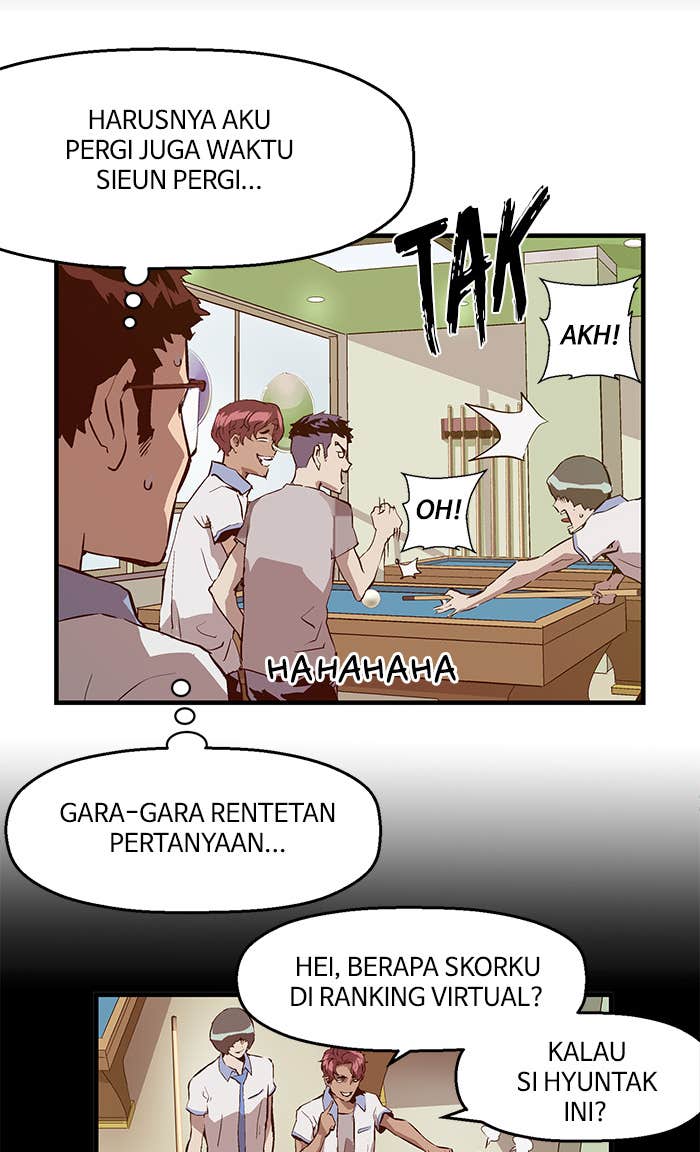 HARUSNYA AKU
PERGI JUGA WAKTU
SIEUN PERGI...
TAK
AKH!
OH!
HAHAHAHA
GARA-GARA RENTETAN
PERTANYAAN...
HEI, BERAPA SKORKU
DI RANKING VIRTUAL?
KALAU
SI HYUNTAK
INI?